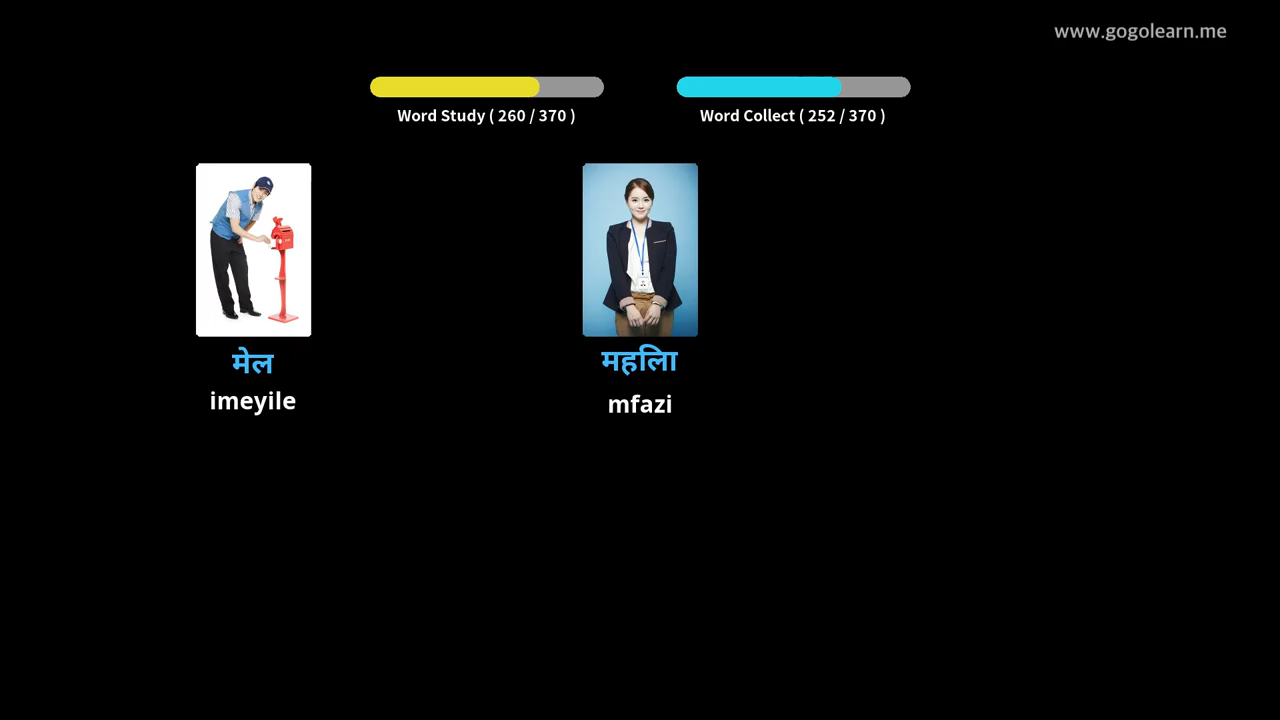 www.gogolearn.me
Word Study ( 260 / 370 )
Word Collect ( 252 / 370 )
मेल
imeyile
महिला
mfazi